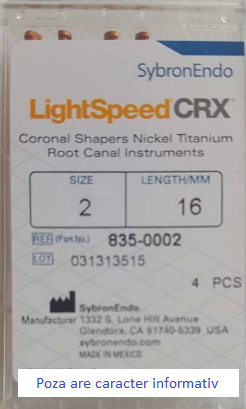 SybronEndo
LightSpeed CRX™
Coronal Shapers Nickel Titanium
Root Canal Instruments
SIZE
2
LENGTH/MM
16
REF (Part No.) 835-0002
LOT 031313515
4 PCS
SybronEndo
Manufacturer 1332 S. Lone Hill Avenue
Glendora, CA 91740-5339 USA
sybronendo.com
MADE IN MEXICO
Poza are caracter informativ